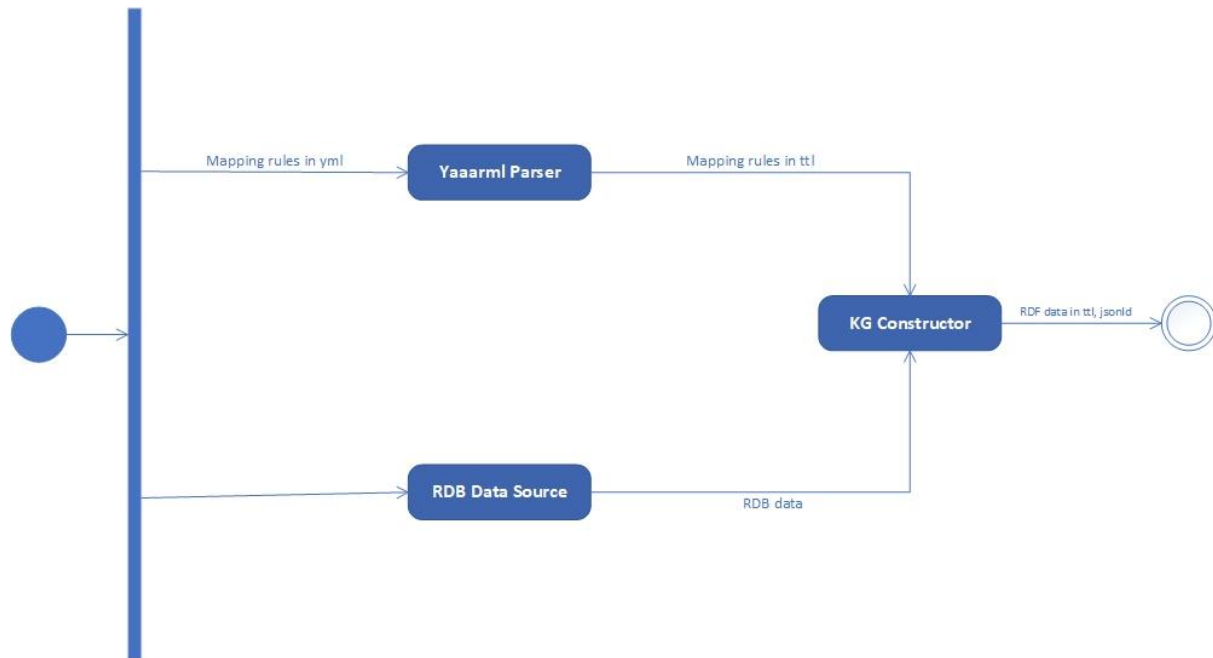 Mapping rules in yml
Yaaarml Parser
Mapping rules in ttl
KG Constructor
RDF data in ttl, jsonld
RDB Data Source
RDB data